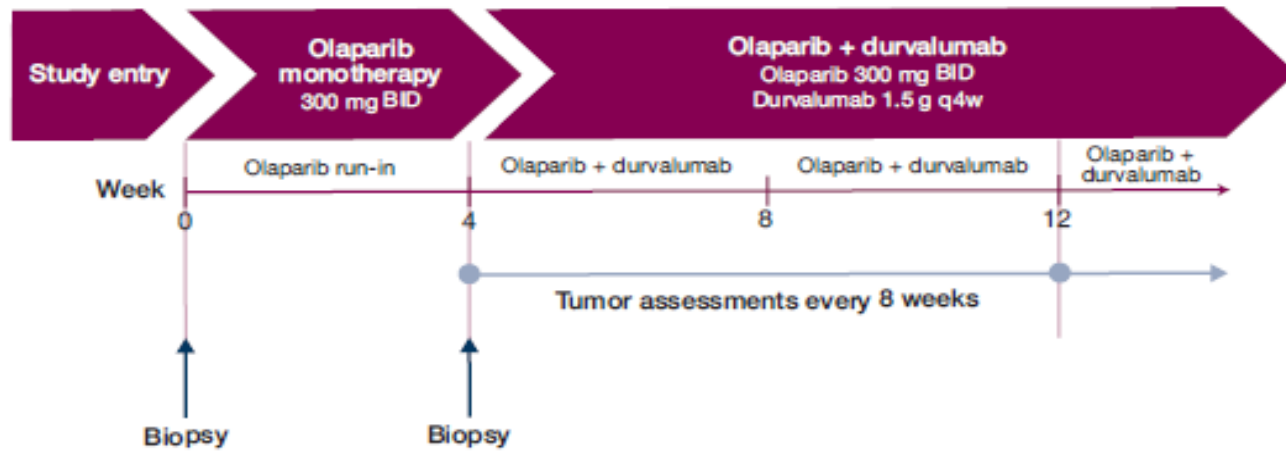 Study entry
Olaparib
monotherapy
300 mg BID
Olaparib + durvalumab
Olaparib 300 mg BID
Durvalumab 1.5 g q4w
Week
Olaparib run-in
Olaparib + durvalumab
Olaparib + durvalumab
Olaparib +
durvalumab
0
4
8
12
Tumor assessments every 8 weeks
Biopsy
Biopsy